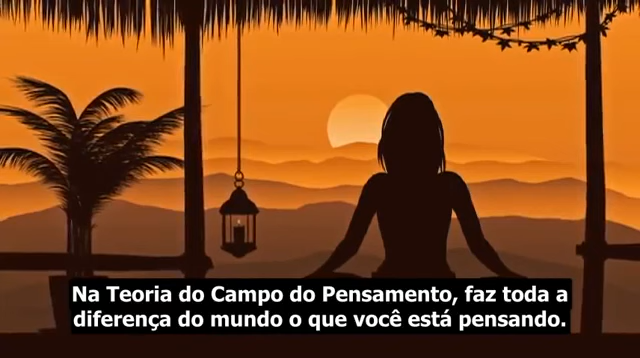 Na Teoria do Campo do Pensamento, faz toda a
diferença do mundo o que você está pensando.